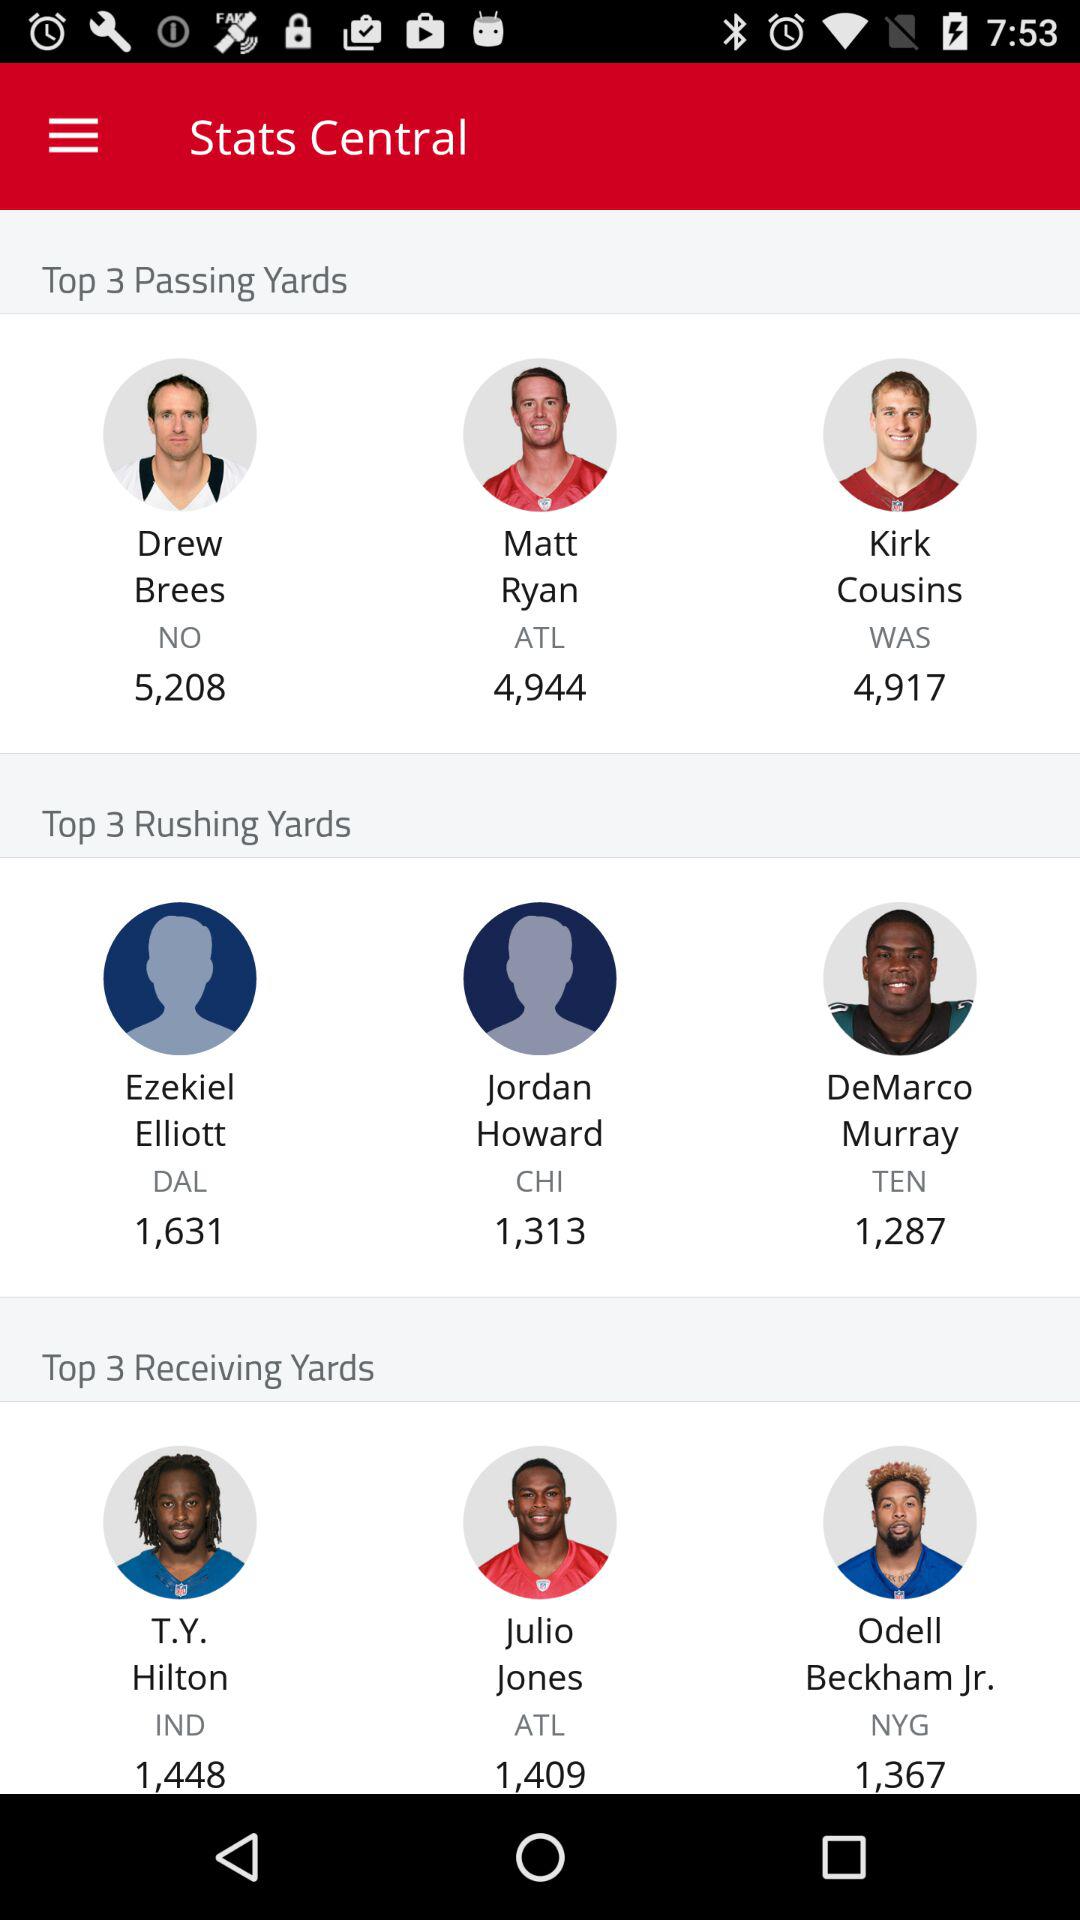 FAKE 7:53
Stats Central
Top 3 Passing Yards
Drew Brees NO 5,208
Matt Ryan ATL 4,944
Kirk Cousins WAS 4,917
Top 3 Rushing Yards
Ezekiel Elliott DAL 1,631
Jordan Howard CHI 1,313
DeMarco Murray TEN 1,287
Top 3 Receiving Yards
T.Y. Hilton IND 1,448
Julio Jones ATL 1,409
Odell Beckham Jr. NYG 1,367